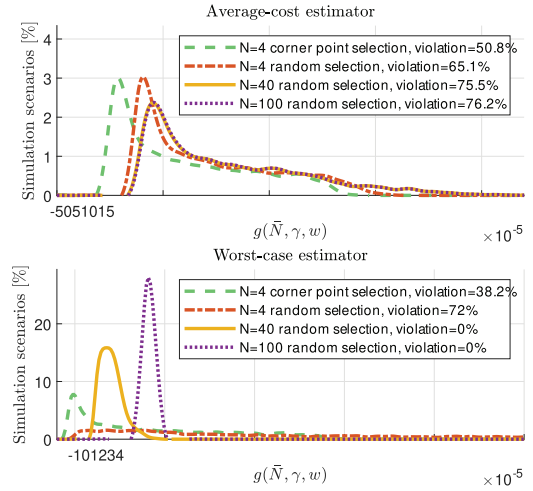 Average-cost estimator
Simulation scenarios [%]
4
3
2
1
0
N=4 corner point selection, violation=50.8%
N=4 random selection, violation=65.1%
N=40 random selection, violation=75.5%
N=100 random selection, violation=76.2%
-5051015
g(N̄, γ, w)
×10⁻⁵
Worst-case estimator
Simulation scenarios [%]
20
10
0
N=4 corner point selection, violation=38.2%
N=4 random selection, violation=72%
N=40 random selection, violation=0%
N=100 random selection, violation=0%
-101234
g(N̄, γ, w)
×10⁻⁵